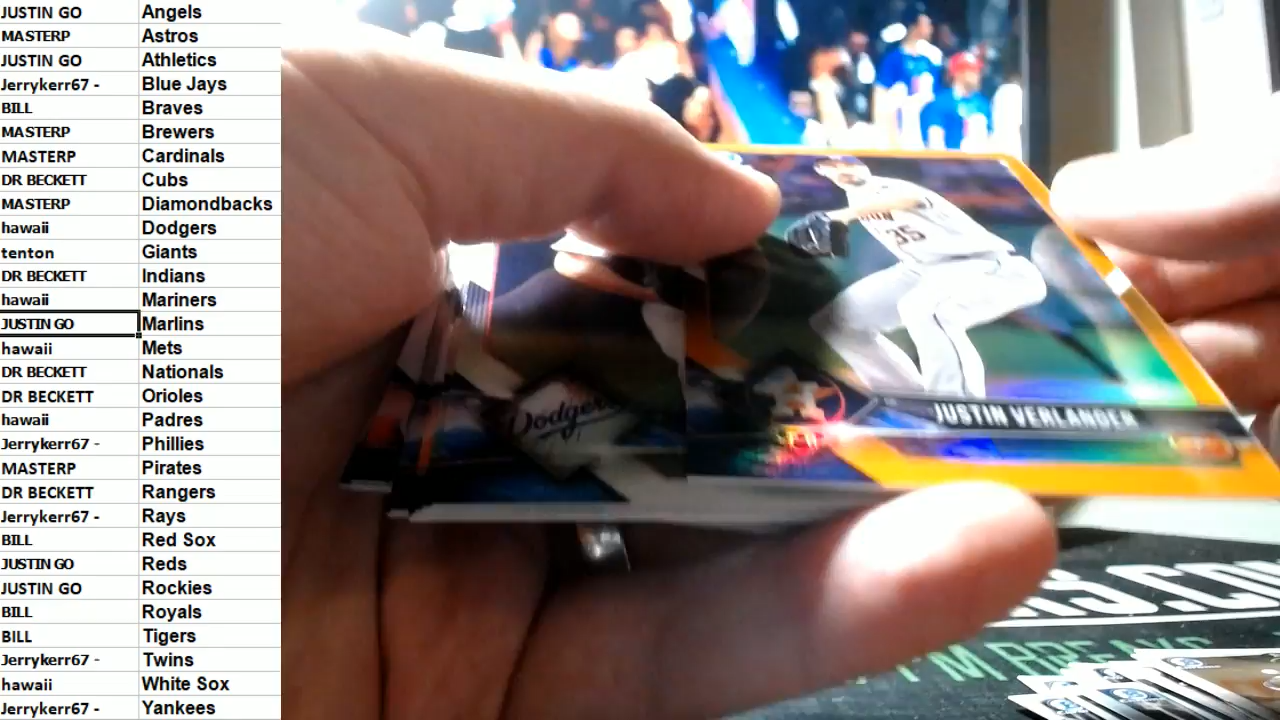 JUSTIN GO Angels
MASTERP Astros
JUSTIN GO Athletics
Jerrykerr67 - Blue Jays
BILL Braves
MASTERP Brewers
MASTERP Cardinals
DR BECKETT Cubs
MASTERP Diamondbacks
hawaii Dodgers
tenton Giants
DR BECKETT Indians
hawaii Mariners
JUSTIN GO Marlins
hawaii Mets
DR BECKETT Nationals
DR BECKETT Orioles
hawaii Padres
Jerrykerr67 - Phillies
MASTERP Pirates
DR BECKETT Rangers
Jerrykerr67 - Rays
BILL Red Sox
JUSTIN GO Reds
JUSTIN GO Rockies
BILL Royals
BILL Tigers
Jerrykerr67 - Twins
hawaii White Sox
Jerrykerr67 - Yankees
35
JUSTIN VERLANDER
Dodgers